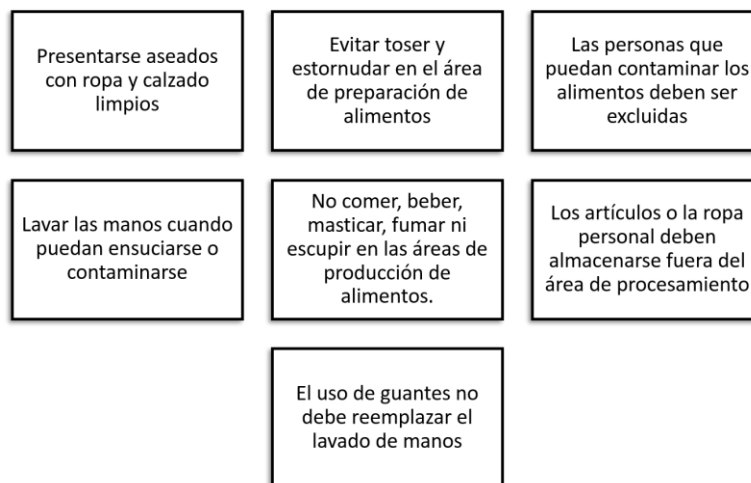 Presentarse aseados
con ropa y calzado
limpios
Evitar toser y
estornudar en el área
de preparación de
alimentos
Las personas que
puedan contaminar los
alimentos deben ser
excluidas
Lavar las manos cuando
puedan ensuciarse o
contaminarse
No comer, beber,
masticar, fumar ni
escupir en las áreas de
producción de
alimentos.
Los artículos o la ropa
personal deben
almacenarse fuera del
área de procesamiento
El uso de guantes no
debe reemplazar el
lavado de manos